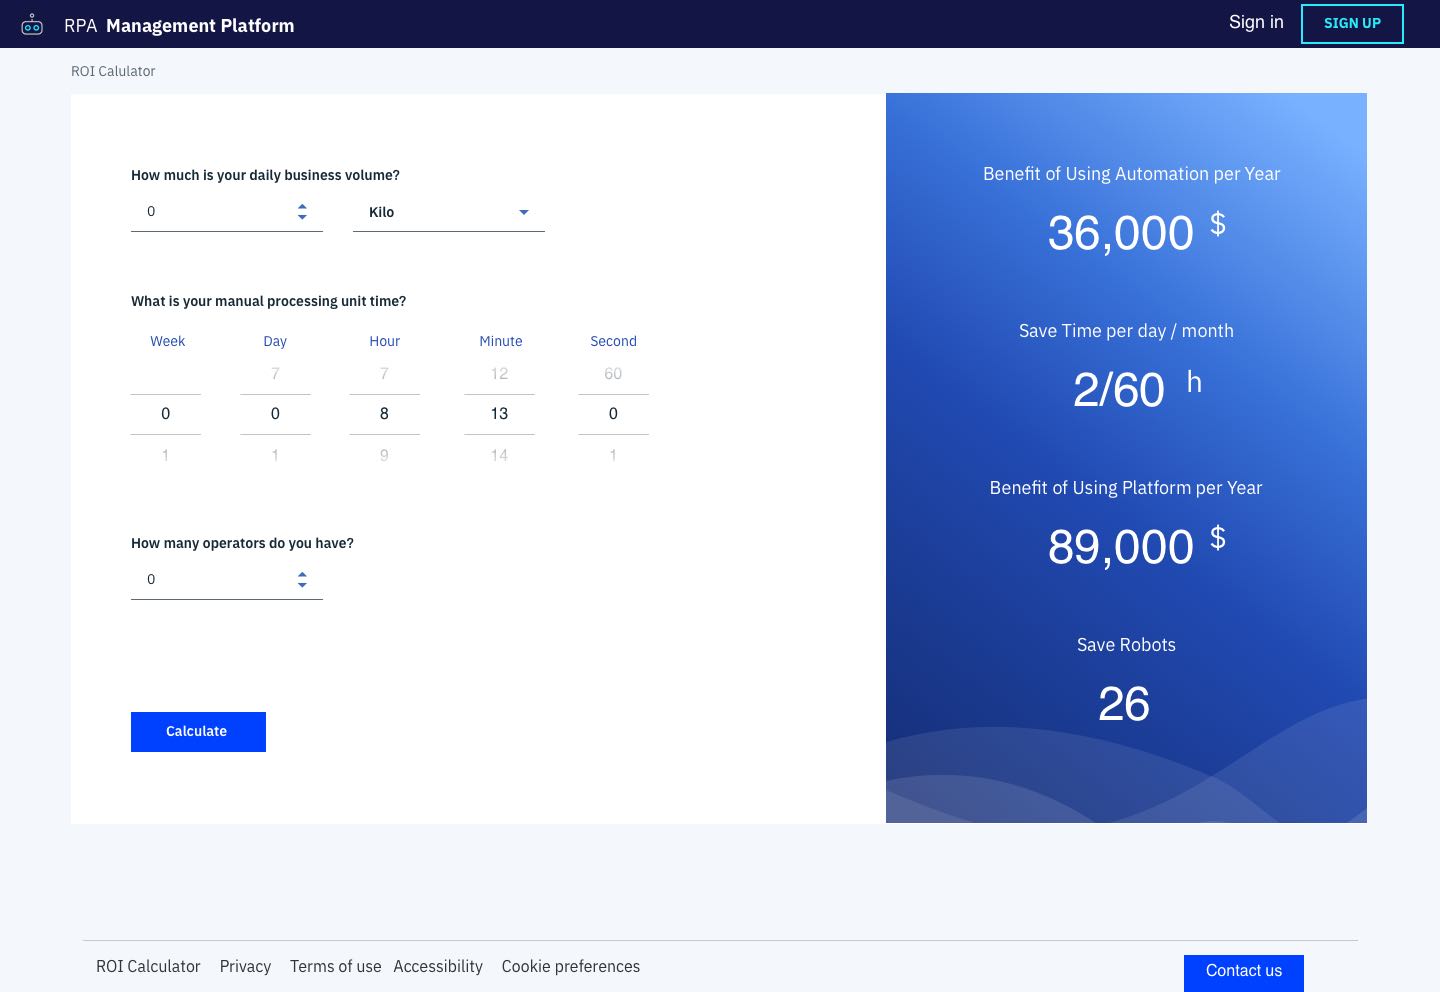 RPA Management Platform
Sign in
SIGN UP
ROI Calulator
How much is your daily business volume?
0
Kilo
What is your manual processing unit time?
Week Day Hour Minute Second
7 7 12 60
0 0 8 13 0
1 1 9 14 1
How many operators do you have?
0
Calculate
Benefit of Using Automation per Year
36,000 $
Save Time per day / month
2/60 h
Benefit of Using Platform per Year
89,000 $
Save Robots
26
ROI Calculator Privacy Terms of use Accessibility Cookie preferences
Contact us